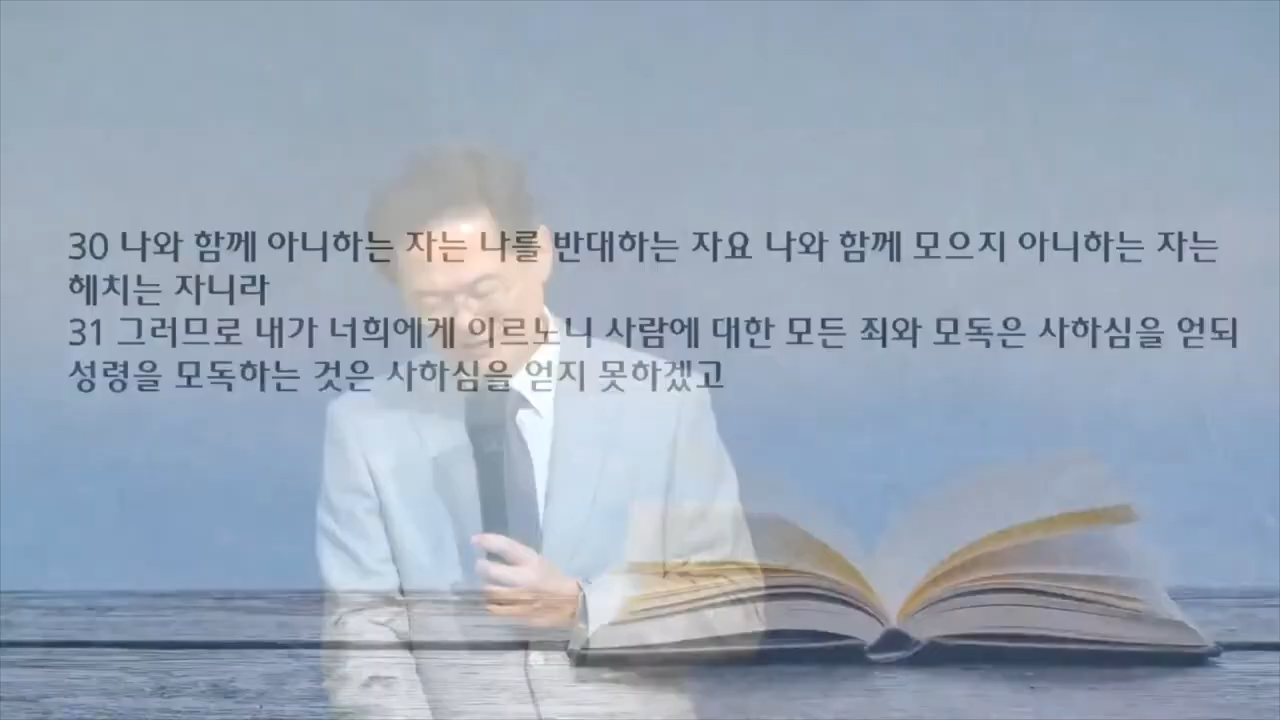 30 나와 함께 아니하는 자는 나를 반대하는 자요 나와 함께 모으지 아니하는 자는
헤치는 자니라
31 그러므로 내가 너희에게 이르노니 사람에 대한 모든 죄와 모독은 사하심을 얻되
성령을 모독하는 것은 사하심을 얻지 못하겠고